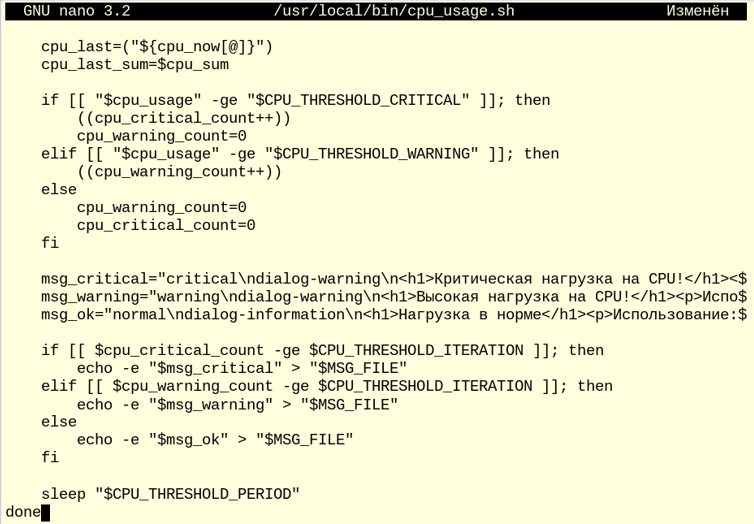 GNU nano 3.2 /usr/local/bin/cpu_usage.sh Изменён
cpu_last=("${cpu_now[@]}")
cpu_last_sum=$cpu_sum
if [[ "$cpu_usage" -ge "$CPU_THRESHOLD_CRITICAL" ]]; then
((cpu_critical_count++))
cpu_warning_count=0
elif [[ "$cpu_usage" -ge "$CPU_THRESHOLD_WARNING" ]]; then
((cpu_warning_count++))
else
cpu_warning_count=0
cpu_critical_count=0
fi
msg_critical="critical\ndialog-warning\n<h1>Критическая нагрузка на CPU!</h1><$
msg_warning="warning\ndialog-warning\n<h1>Высокая нагрузка на CPU!</h1><p>Испо$
msg_ok="normal\ndialog-information\n<h1>Нагрузка в норме</h1><p>Использование:$
if [[ $cpu_critical_count -ge $CPU_THRESHOLD_ITERATION ]]; then
echo -e "$msg_critical" > "$MSG_FILE"
elif [[ $cpu_warning_count -ge $CPU_THRESHOLD_ITERATION ]]; then
echo -e "$msg_warning" > "$MSG_FILE"
else
echo -e "$msg_ok" > "$MSG_FILE"
fi
sleep "$CPU_THRESHOLD_PERIOD"
done